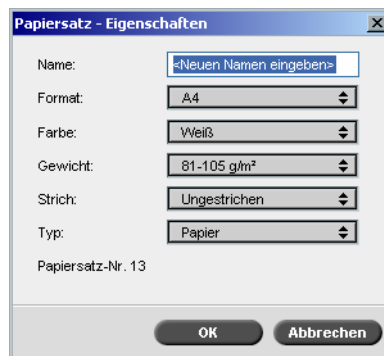 Papiersatz - Eigenschaften
Name: <Neuen Namen eingeben>
Format: A4
Farbe: Weiß
Gewicht: 81-105 g/m²
Strich: Ungestrichen
Typ: Papier
Papiersatz-Nr. 13
OK Abbrechen